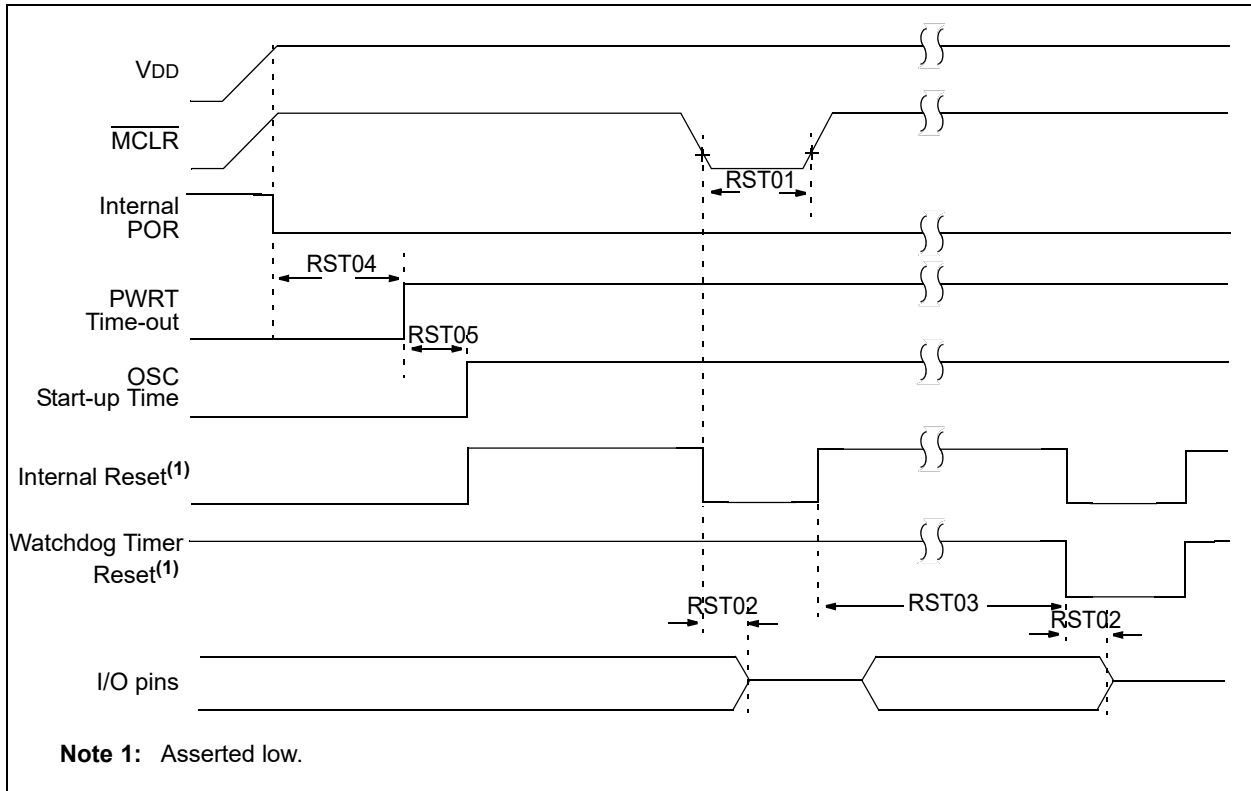 VDD
MCLR
RST01
Internal
POR
RST04
PWRT
Time-out
RST05
OSC
Start-up Time
Internal Reset(1)
Watchdog Timer
Reset(1)
RST02
RST03
RST02
I/O pins
Note 1: Asserted low.